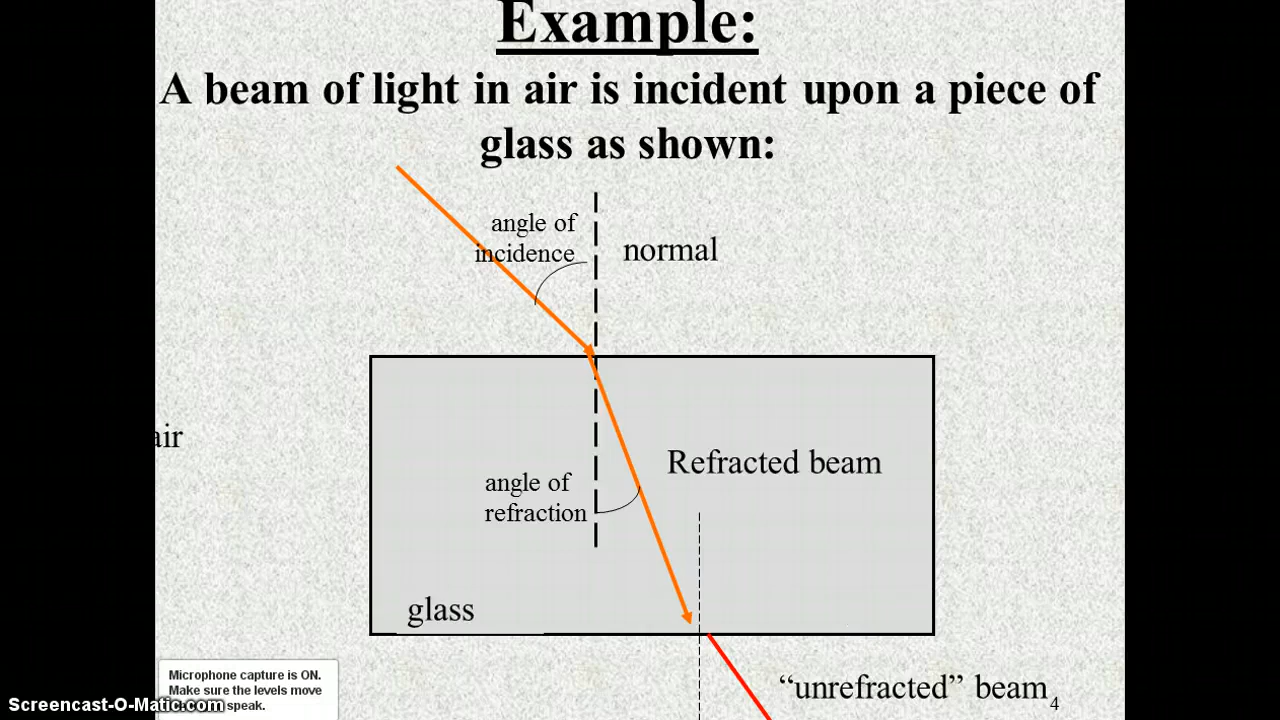 Example:
A beam of light in air is incident upon a piece of
glass as shown:
angle of
incidence
normal
air
Refracted beam
angle of
refraction
glass
Microphone capture is ON.
Make sure the levels move
speak.
Screencast-O-Matic.com
“unrefracted” beam
4